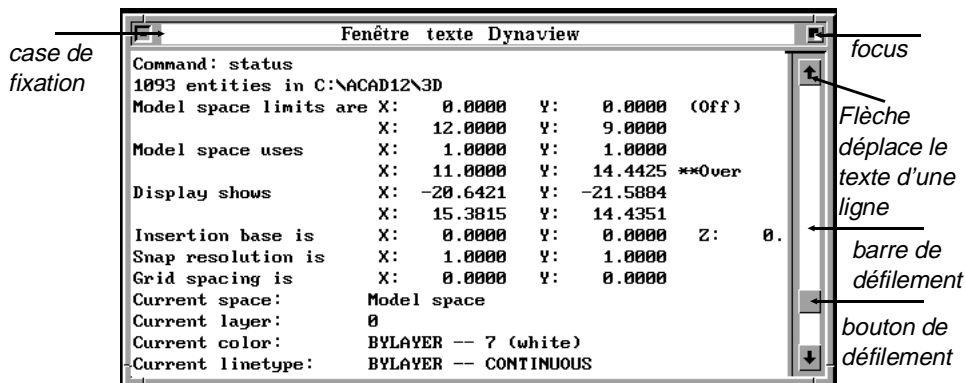 case de
fixation
Fenêtre texte Dynaview
focus
Command: status
1093 entities in C:\ACAD12\3D
Model space limits are X: 0.0000 Y: 0.0000 (Off)
X: 12.0000 Y: 9.0000
Model space uses X: 1.0000 Y: 1.0000
X: 11.0000 Y: 14.4425 **Over
Display shows X: -20.6421 Y: -21.5884
X: 15.3815 Y: 14.4351
Insertion base is X: 0.0000 Y: 0.0000 Z: 0.
Snap resolution is X: 1.0000 Y: 1.0000
Grid spacing is X: 0.0000 Y: 0.0000
Current space: Model space
Current layer: 0
Current color: BYLAYER -- 7 (white)
Current linetype: BYLAYER -- CONTINUOUS
Flèche
déplace le
texte d'une
ligne
barre de
défilement
bouton de
défilement